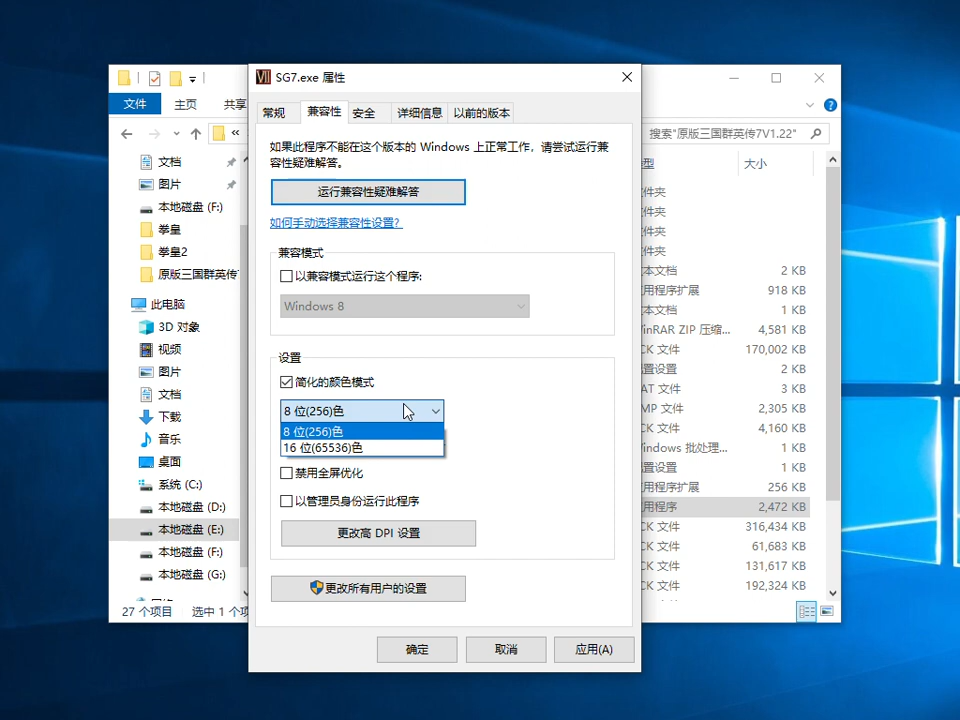 SG7.exe 属性
文件
主页
共享
常规
兼容性
安全
详细信息
以前的版本
搜索"原版三国群英传7V1.22"
如果此程序不能在这个版本的 Windows 上正常工作，请尝试运行兼
容性疑难解答。
运行兼容性疑难解答
如何手动选择兼容性设置?
兼容模式
以兼容模式运行这个程序:
Windows 8
设置
简化的颜色模式
8 位(256)色
8 位(256)色
16 位(65536)色
禁用全屏优化
以管理员身份运行此程序
更改高 DPI 设置
更改所有用户的设置
确定
取消
应用(A)
文档
图片
本地磁盘 (F:)
拳皇
拳皇2
原版三国群英传
此电脑
3D 对象
视频
图片
文档
下载
音乐
桌面
系统 (C:)
本地磁盘 (D:)
本地磁盘 (E:)
本地磁盘 (F:)
本地磁盘 (G:)
27 个项目
选中 1 个项
型
大小
件夹
件夹
件夹
件夹
本文档 2 KB
用程序扩展 918 KB
本文档 1 KB
WinRAR ZIP 压缩... 4,581 KB
CK 文件 170,002 KB
置设置 2 KB
AT 文件 3 KB
MP 文件 2,305 KB
CK 文件 4,160 KB
Windows 批处理... 1 KB
置设置 1 KB
用程序扩展 256 KB
用程序 2,472 KB
CK 文件 316,434 KB
CK 文件 61,683 KB
CK 文件 131,617 KB
CK 文件 192,324 KB